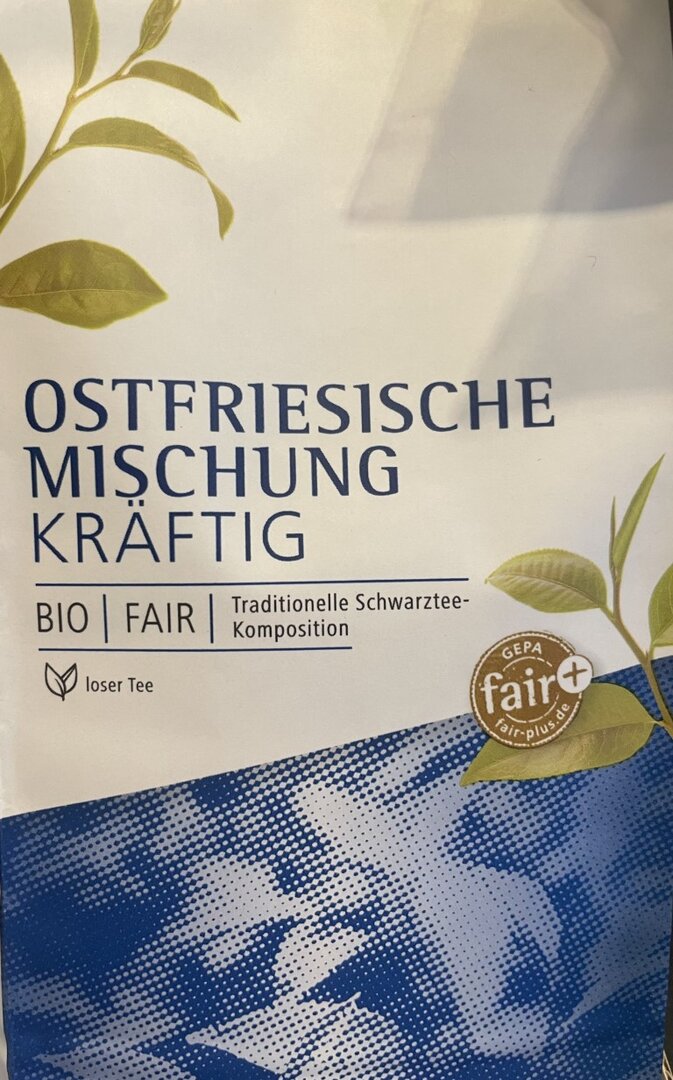 OSTFRIESISCHE
MISCHUNG
KRÄFTIG
BIO | FAIR | Traditionelle Schwarztee-
Komposition
loser Tee
GEPA
fair+
fair-plus.de